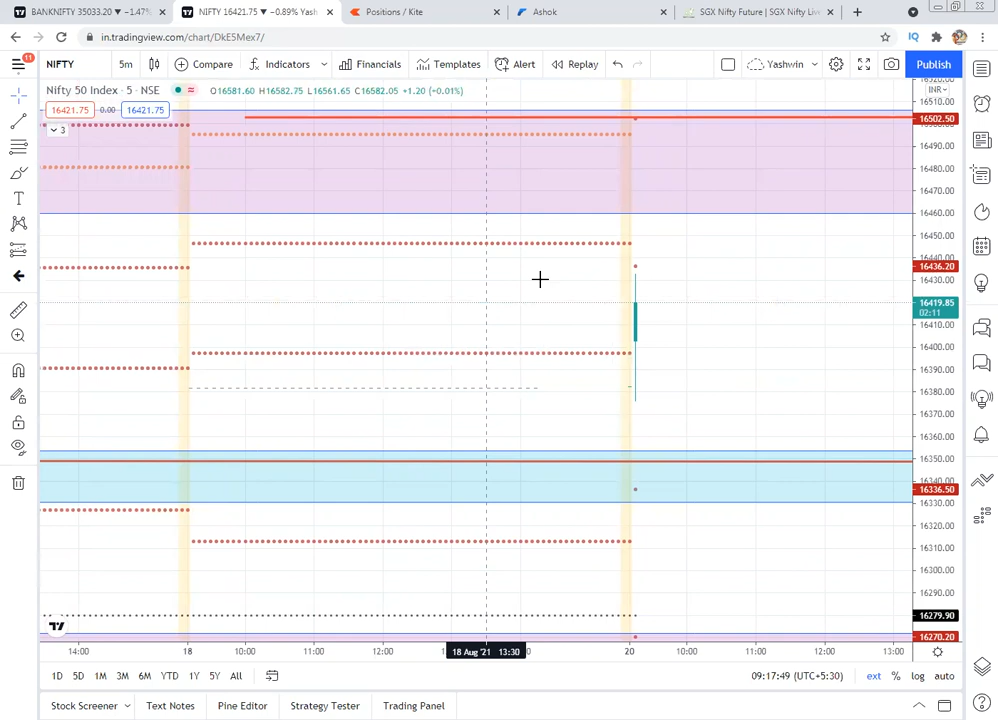 BANKNIFTY 35033.20 ▼ −1.47%
NIFTY 16421.75 ▼ −0.89% Yash
Positions / Kite
Ashok
SGX Nifty Future | SGX Nifty Live
in.tradingview.com/chart/DkE5Mex7/
IQ
11
NIFTY
5m
Compare
Indicators
Financials
Templates
Alert
Replay
Yashwin
Publish
Nifty 50 Index · 5 · NSE
O16581.60 H16582.75 L16561.65 C16582.05 +1.20 (−0.01%)
INR
16421.75
0.00
16421.75
3
16510.00
16502.50
16490.00
16480.00
16470.00
16460.00
16450.00
16440.00
16436.20
16430.00
16419.85
02:11
16410.00
16400.00
16390.00
16380.00
16370.00
16360.00
16350.00
16340.00
16336.50
16330.00
16320.00
16310.00
16300.00
16290.00
16279.90
16270.20
14:00
18
10:00
11:00
12:00
18 Aug '21 13:30
20
10:00
11:00
12:00
13:00
1D
5D
1M
3M
6M
YTD
1Y
5Y
All
09:17:49 (UTC+5:30)
ext
%
log
auto
Stock Screener
Text Notes
Pine Editor
Strategy Tester
Trading Panel